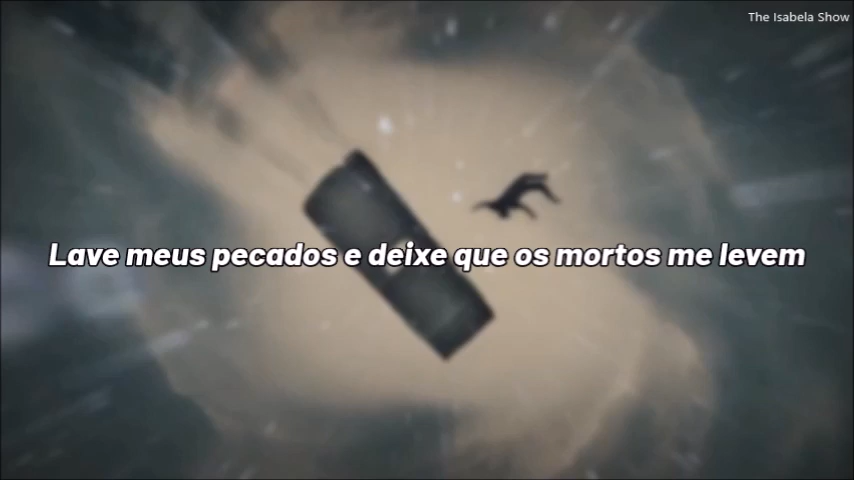 The Isabela Show
Lave meus pecados e deixe que os mortos me levem